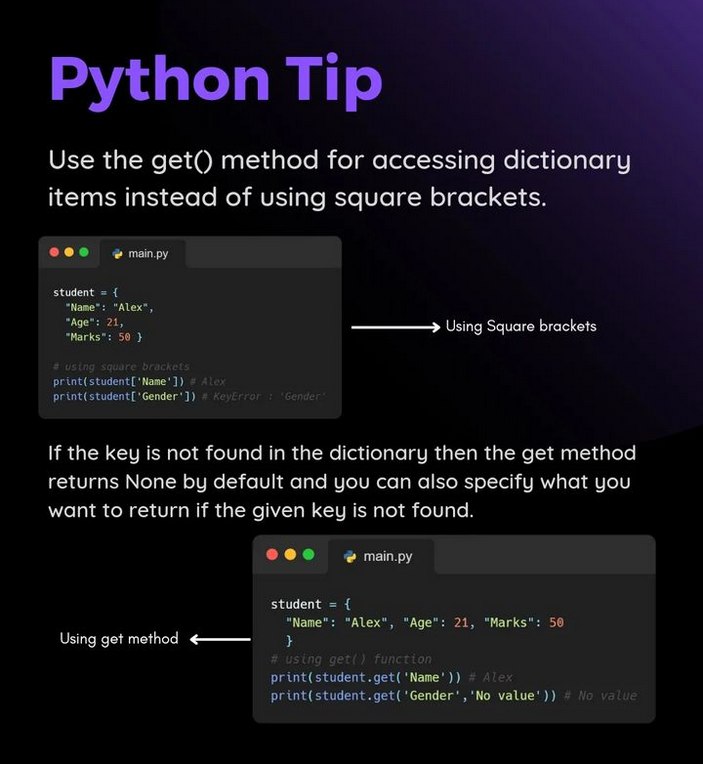 Python Tip
Use the get() method for accessing dictionary
items instead of using square brackets.
main.py
student = {
"Name": "Alex",
"Age": 21,
"Marks": 50 }
# using square brackets
print(student['Name']) # Alex
print(student['Gender']) # KeyError : 'Gender'
Using Square brackets
If the key is not found in the dictionary then the get method
returns None by default and you can also specify what you
want to return if the given key is not found.
main.py
student = {
"Name": "Alex", "Age": 21, "Marks": 50
}
# using get() function
print(student.get('Name')) # Alex
print(student.get('Gender','No value')) # No value
Using get method